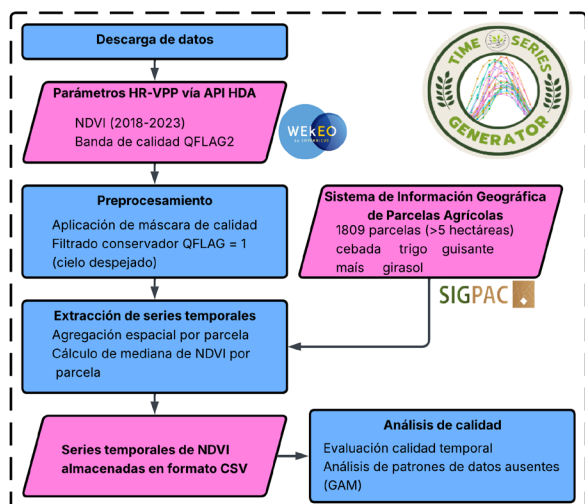 Descarga de datos
Parámetros HR-VPP vía API HDA
NDVI (2018-2023)
Banda de calidad QFLAG2
WEkEO
by COPERNICUS
TIME SERIES
GENERATOR
Preprocesamiento
Aplicación de máscara de calidad
Filtrado conservador QFLAG = 1
(cielo despejado)
Sistema de Información Geográfica
de Parcelas Agrícolas
1809 parcelas (>5 hectáreas)
cebada trigo guisante
maís girasol
SIGPAC
Extracción de series temporales
Agregación espacial por parcela
Cálculo de mediana de NDVI por
parcela
Series temporales de NDVI
almacenadas en formato CSV
Análisis de calidad
Evaluación calidad temporal
Análisis de patrones de datos ausentes
(GAM)